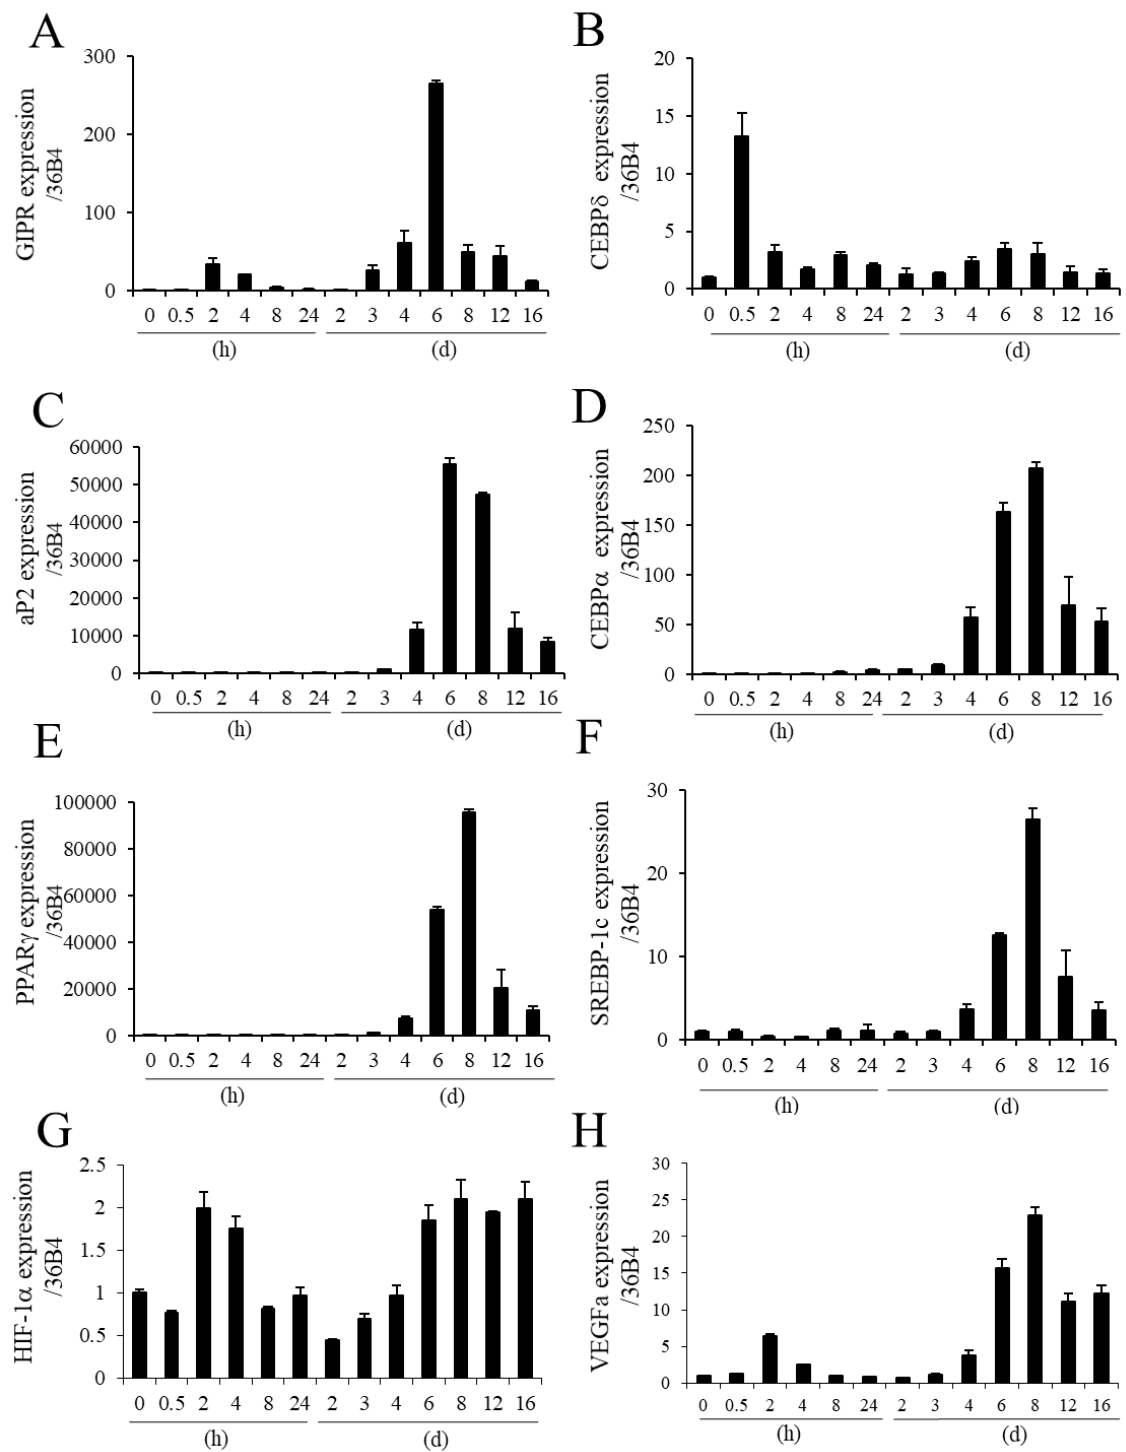 A
GIPR expression
/36B4
300
200
100
0
0 0.5 2 4 8 24 2 3 4 6 8 12 16
(h) (d)
B
CEBPδ expression
/36B4
20
15
10
5
0
0 0.5 2 4 8 24 2 3 4 6 8 12 16
(h) (d)
C
aP2 expression
/36B4
60000
50000
40000
30000
20000
10000
0
0 0.5 2 4 8 24 2 3 4 6 8 12 16
(h) (d)
D
CEBPα expression
/36B4
250
200
150
100
50
0
0 0.5 2 4 8 24 2 3 4 6 8 12 16
(h) (d)
E
PPARγ expression
/36B4
100000
80000
60000
40000
20000
0
0 0.5 2 4 8 24 2 3 4 6 8 12 16
(h) (d)
F
SREBP-1c expression
/36B4
30
20
10
0
0 0.5 2 4 8 24 2 3 4 6 8 12 16
(h) (d)
G
HIF-1α expression
/36B4
2.5
2
1.5
1
0.5
0
0 0.5 2 4 8 24 2 3 4 6 8 12 16
(h) (d)
H
VEGFa expression
/36B4
30
25
20
15
10
5
0
0 0.5 2 4 8 24 2 3 4 6 8 12 16
(h) (d)